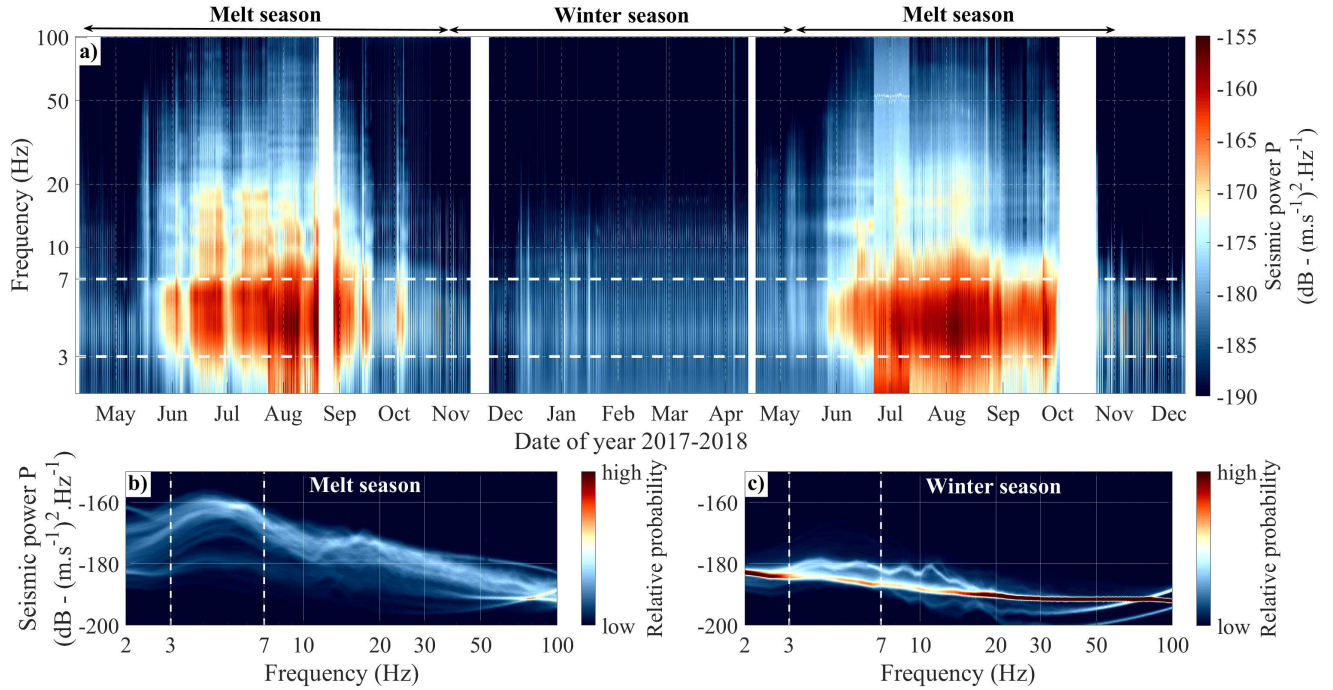 Melt season Winter season Melt season
a)
100
50
20
10
7
3
Frequency (Hz)
May Jun Jul Aug Sep Oct Nov Dec Jan Feb Mar Apr May Jun Jul Aug Sep Oct Nov Dec
Date of year 2017-2018
-155
-160
-165
-170
-175
-180
-185
-190
Seismic power P
(dB - (m.s⁻¹)².Hz⁻¹)
b)
Melt season
-160
-180
-200
Seismic power P
(dB - (m.s⁻¹)².Hz⁻¹)
2 3 7 10 20 30 50 100
Frequency (Hz)
high
low
Relative probability
c)
Winter season
-160
-180
-200
2 3 7 10 20 30 50 100
Frequency (Hz)
high
low
Relative probability